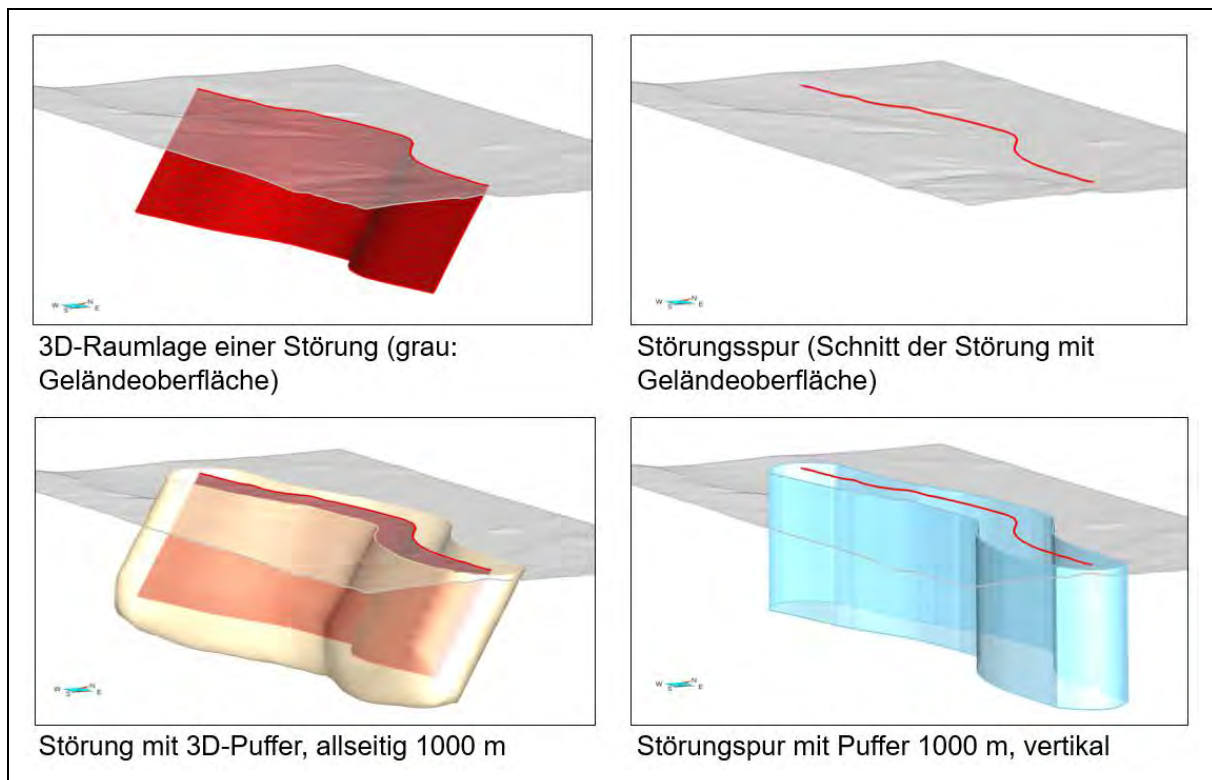 W N
S E
3D-Raumlage einer Störung (grau:
Geländeoberfläche)
W N
S E
Störungsspur (Schnitt der Störung mit
Geländeoberfläche)
W N
S E
Störung mit 3D-Puffer, allseitig 1000 m
W N
S E
Störungspur mit Puffer 1000 m, vertikal